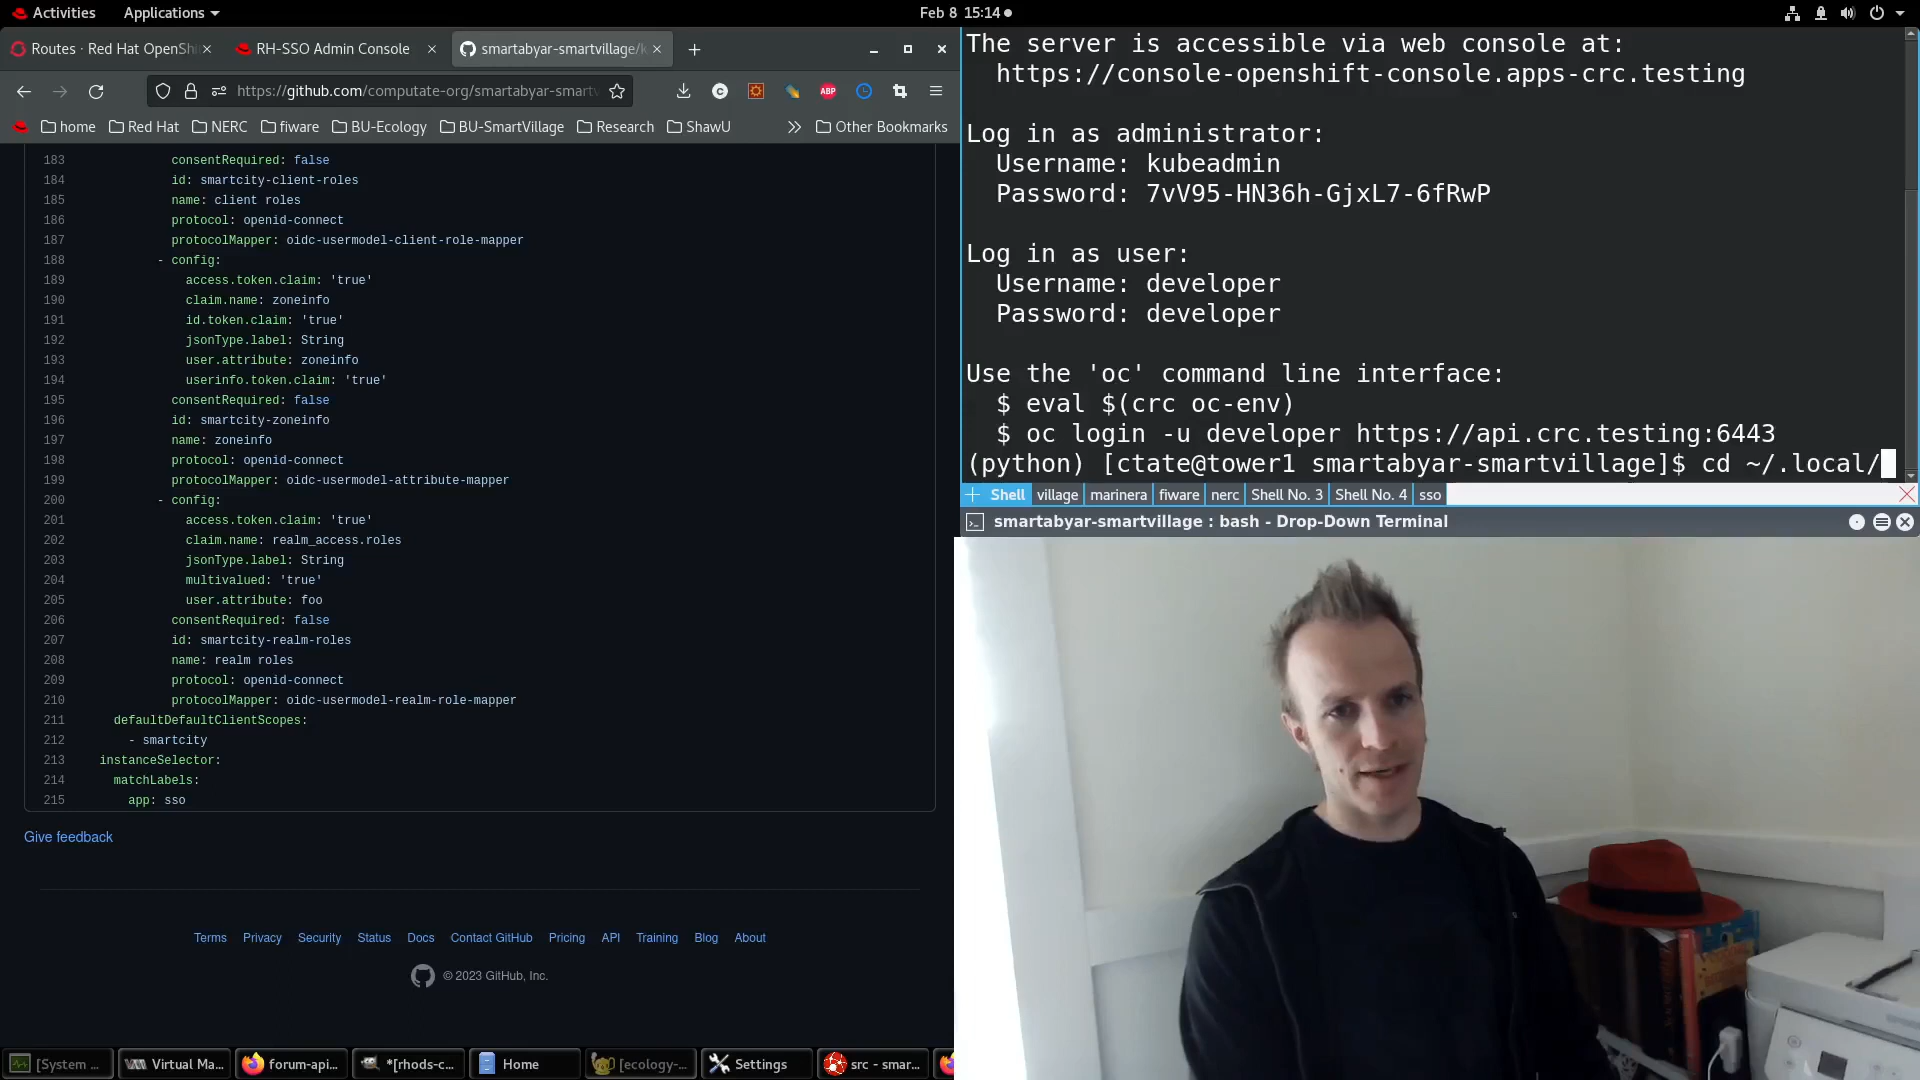 Activities
Applications
Feb 8 15:14
Routes · Red Hat OpenShi
RH-SSO Admin Console
smartabyar-smartvillage/k
https://github.com/computate-org/smartabyar-smartv
ABP
home
Red Hat
NERC
fiware
BU-Ecology
BU-SmartVillage
Research
ShawU
Other Bookmarks
183 consentRequired: false
184 id: smartcity-client-roles
185 name: client roles
186 protocol: openid-connect
187 protocolMapper: oidc-usermodel-client-role-mapper
188 - config:
189 access.token.claim: 'true'
190 claim.name: zoneinfo
191 id.token.claim: 'true'
192 jsonType.label: String
193 user.attribute: zoneinfo
194 userinfo.token.claim: 'true'
195 consentRequired: false
196 id: smartcity-zoneinfo
197 name: zoneinfo
198 protocol: openid-connect
199 protocolMapper: oidc-usermodel-attribute-mapper
200 - config:
201 access.token.claim: 'true'
202 claim.name: realm_access.roles
203 jsonType.label: String
204 multivalued: 'true'
205 user.attribute: foo
206 consentRequired: false
207 id: smartcity-realm-roles
208 name: realm roles
209 protocol: openid-connect
210 protocolMapper: oidc-usermodel-realm-role-mapper
211 defaultDefaultClientScopes:
212 - smartcity
213 instanceSelector:
214 matchLabels:
215 app: sso
Give feedback
Terms Privacy Security Status Docs Contact GitHub Pricing API Training Blog About
© 2023 GitHub, Inc.
The server is accessible via web console at:
https://console-openshift-console.apps-crc.testing
Log in as administrator:
Username: kubeadmin
Password: 7vV95-HN36h-GjxL7-6fRwP
Log in as user:
Username: developer
Password: developer
Use the 'oc' command line interface:
$ eval $(crc oc-env)
$ oc login -u developer https://api.crc.testing:6443
(python) [ctate@tower1 smartabyar-smartvillage]$ cd ~/.local/
Shell village marinera fiware nerc Shell No. 3 Shell No. 4 sso
smartabyar-smartvillage : bash - Drop-Down Terminal
[System ...
Virtual Ma...
forum-api...
*[rhods-c...
Home
[ecology-...
Settings
src - smar...